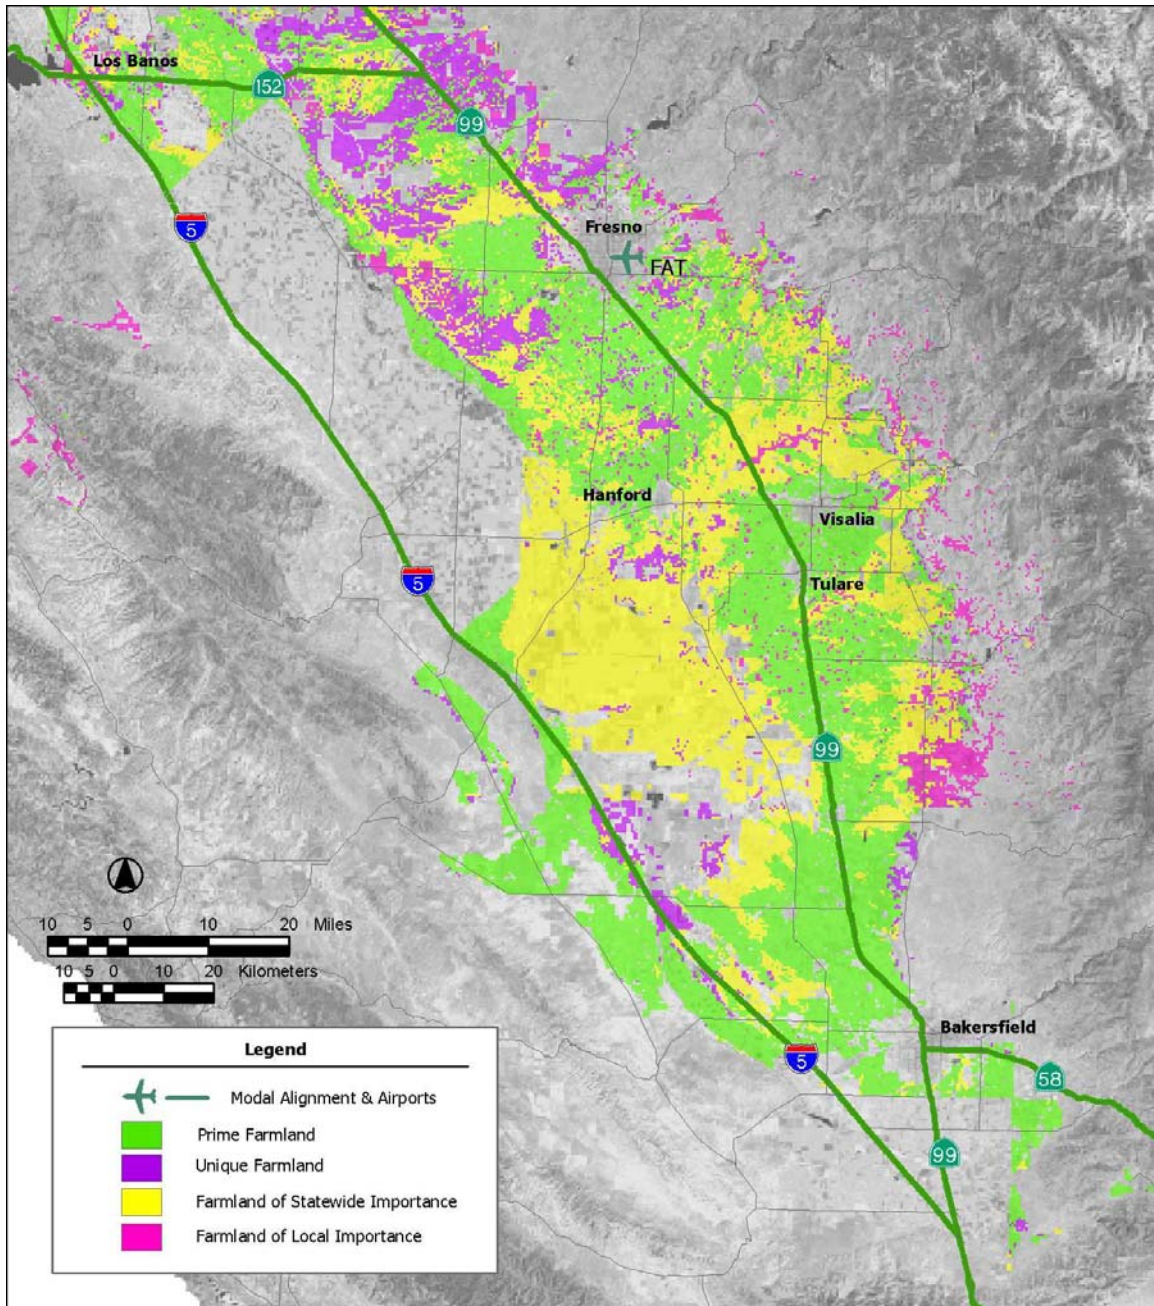 Los Banos
152
99
5
Fresno
FAT
Hanford
Visalia
5
Tulare
99
10 5 0 10 20 Miles
10 5 0 10 20 Kilometers
Bakersfield
5
58
99
Legend
Modal Alignment & Airports
Prime Farmland
Unique Farmland
Farmland of Statewide Importance
Farmland of Local Importance